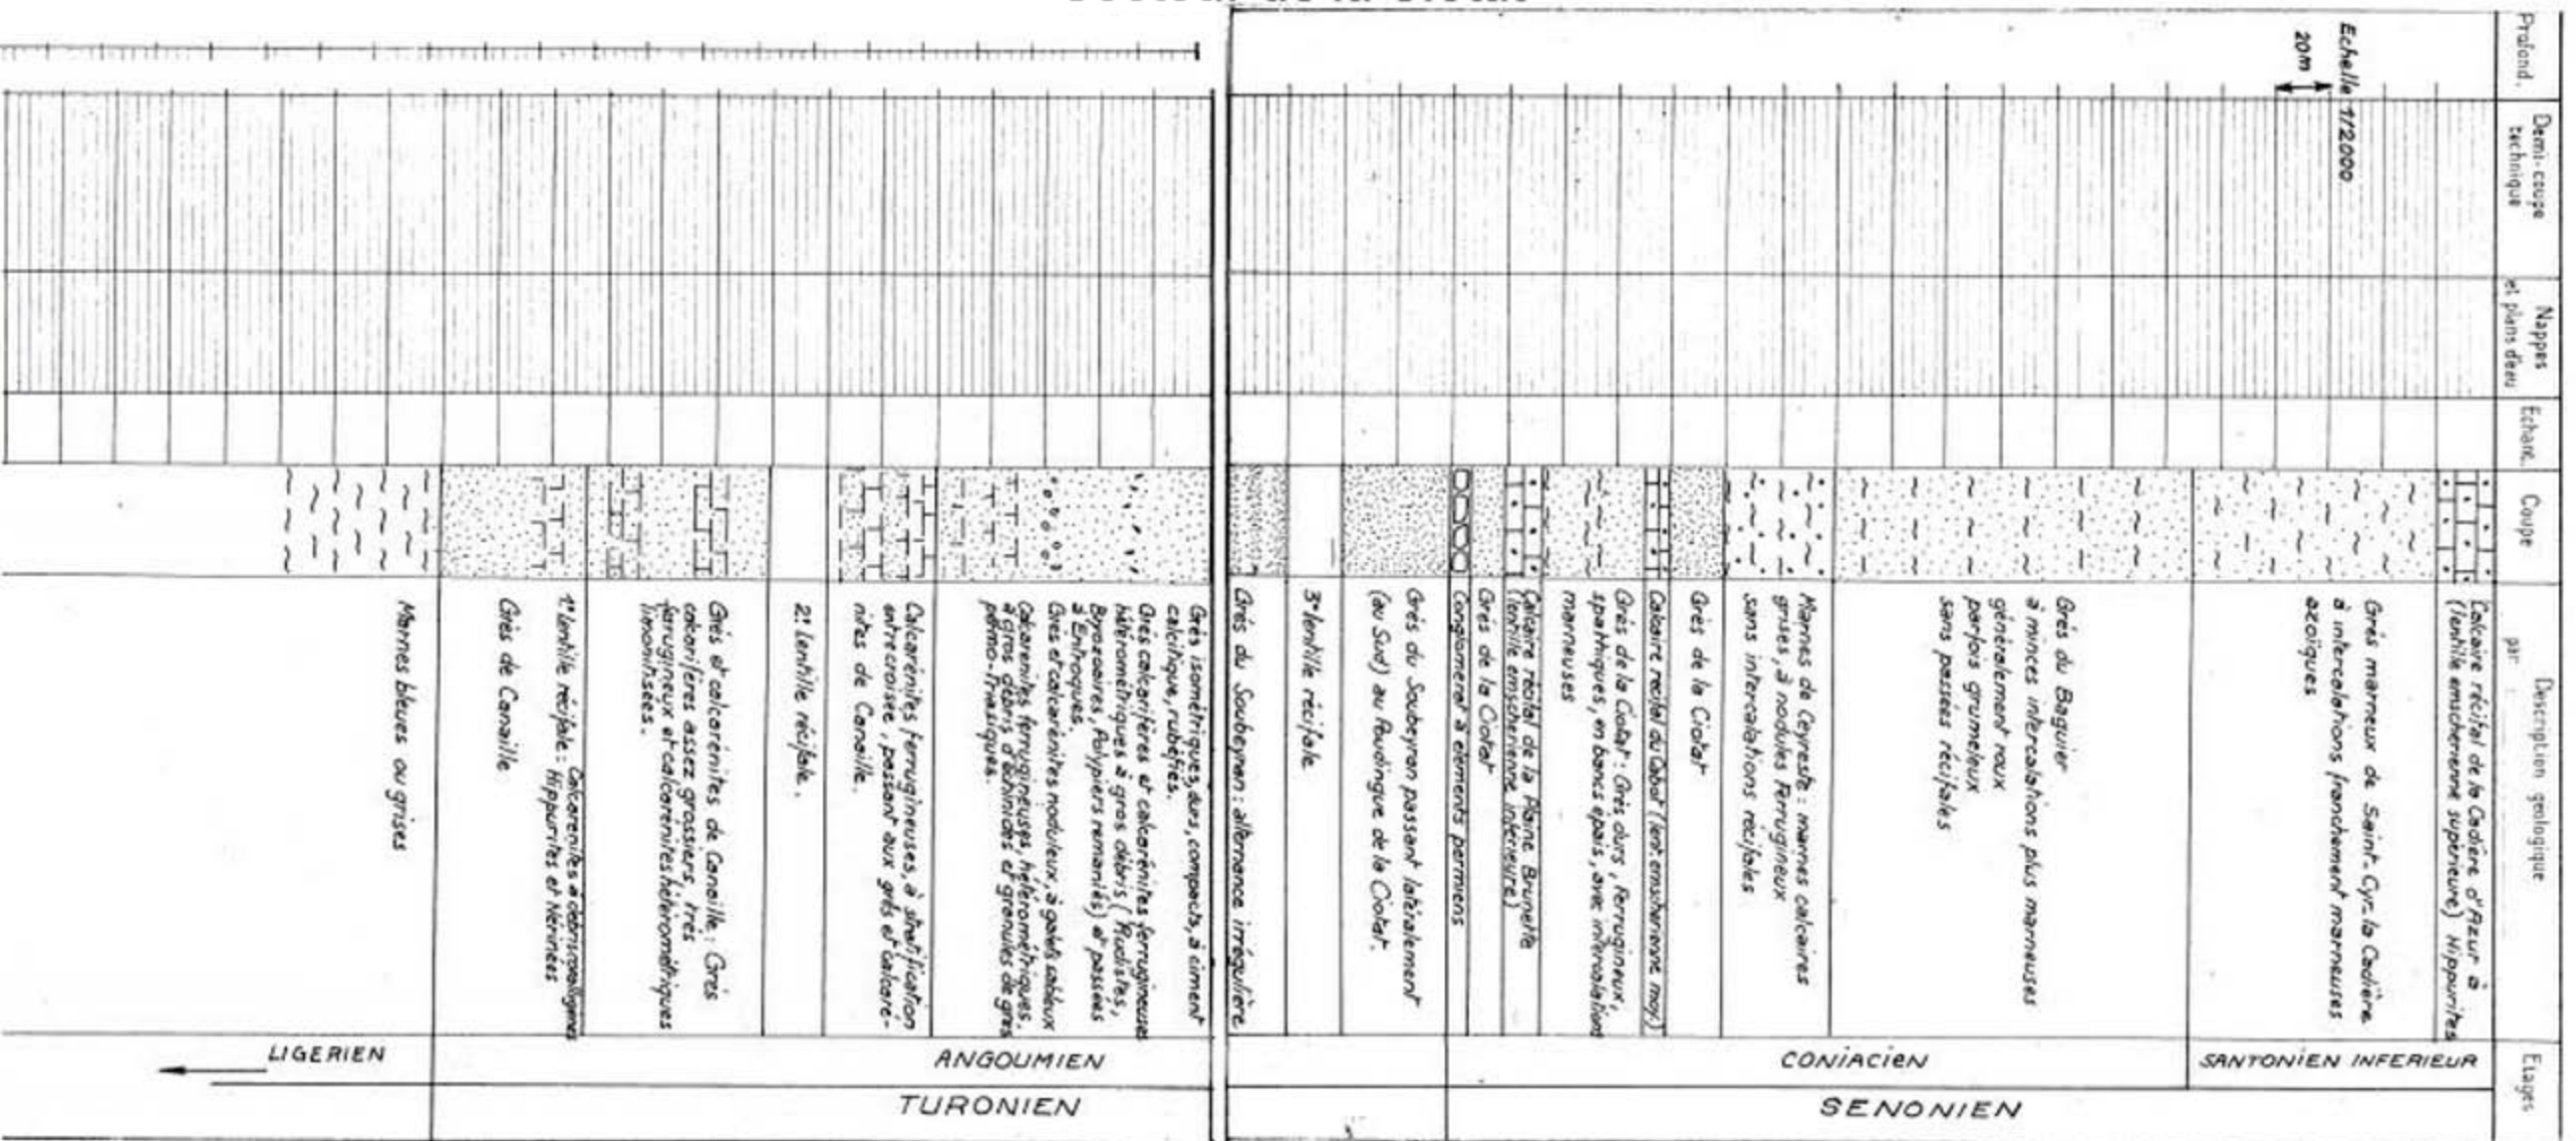 Profond.
Demi-coupe
technique
Nappes
et plans d'eau
Echant.
Coupe
Description géologique
par :
Etages
Echelle 1/2000
20m
Calcaire récifal de la Cadière d'Azur à
(lentille emscherienne supérieure) Hippurites
Grès marneux de Saint-Cyr-la Cadière
à intercalations franchement marneuses
azoïques
Grès du Baguier
à minces intercalations plus marneuses
généralement roux
parfois grumeleux
sans passées récifales
Marnes de Ceyreste : marnes calcaires
grises, à nodules ferrugineux
sans intercalations récifales
Grès de la Ciotat
Calcaire récifal du Cabot (lent. emscherienne moy.)
Grès de la Ciotat : Grès durs, ferrugineux,
spathiques, en bancs épais, avec intercalations
marneuses
Calcaire récifal de la Plaine Brunette
(lentille emscherienne inférieure)
Grès de la Ciotat
Conglomérat à éléments permiens
Grès du Soubeyran passant latéralement
(au Sud) au Poudingue de la Ciotat.
3e lentille récifale
Grès du Soubeyran : alternance irrégulière
Grès isométriques, durs, compacts, à ciment
calcitique, rubéfiés.
Grès calcarifères et calcarénites ferrugineuses
hétérométriques à gros débris (Rudistes,
Bryozoaires, Polypiers remaniés) et passées
à Entroques.
Grès et calcarénites noduleux, à galets sableux
Calcarénites ferrugineuses, hétérométriques,
à gros débris d'échinides et granules de grès
permo-triasiques.
Calcarénites ferrugineuses, à stratification
entrecroisée, passant aux grès et calcaré-
nites de Canaille.
2e lentille récifale.
Grès et calcarénites de Canaille : Grès
calcarifères assez grossiers, très
ferrugineux et calcarénites hétérométriques
limonitisées.
Calcarénites à débris coralligènes
1e lentille récifale : Hippurites et Nérinées
Grès de Canaille
Marnes bleues ou grises
SANTONIEN INFERIEUR
CONIACIEN
ANGOUMIEN
LIGERIEN
SENONIEN
TURONIEN